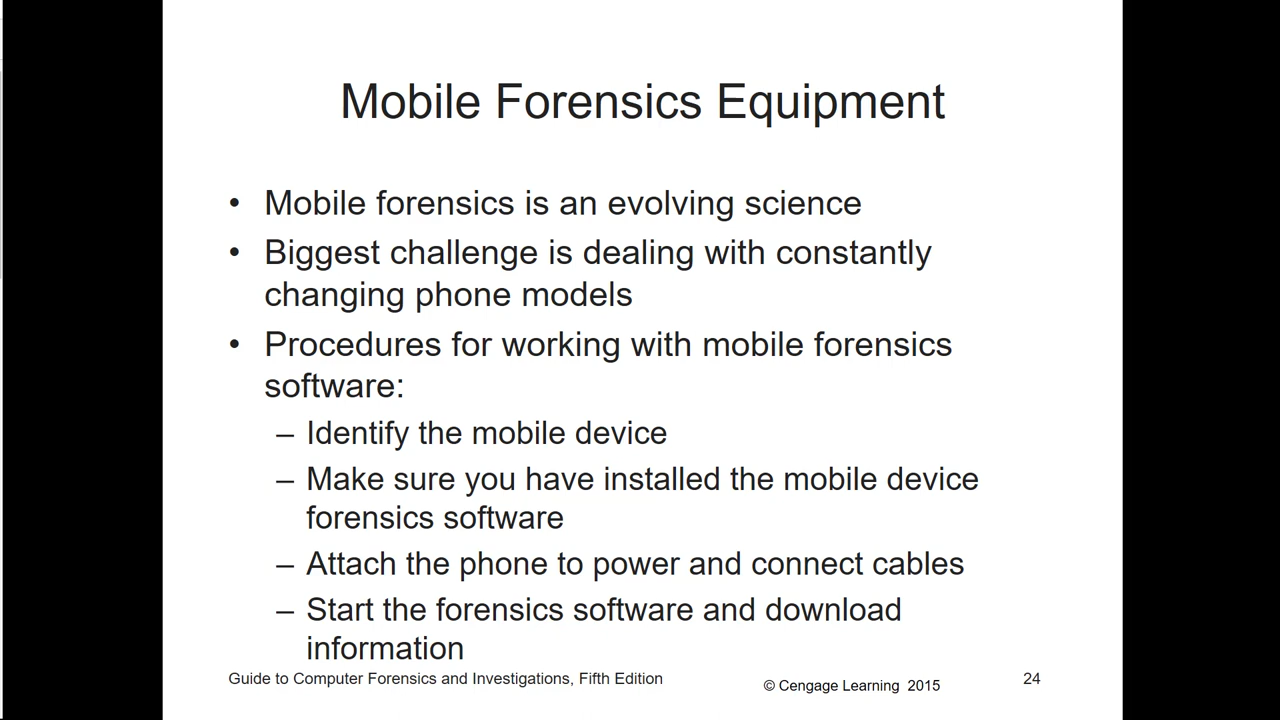 Mobile Forensics Equipment
• Mobile forensics is an evolving science
• Biggest challenge is dealing with constantly
changing phone models
• Procedures for working with mobile forensics
software:
– Identify the mobile device
– Make sure you have installed the mobile device
forensics software
– Attach the phone to power and connect cables
– Start the forensics software and download
information
Guide to Computer Forensics and Investigations, Fifth Edition
© Cengage Learning 2015
24